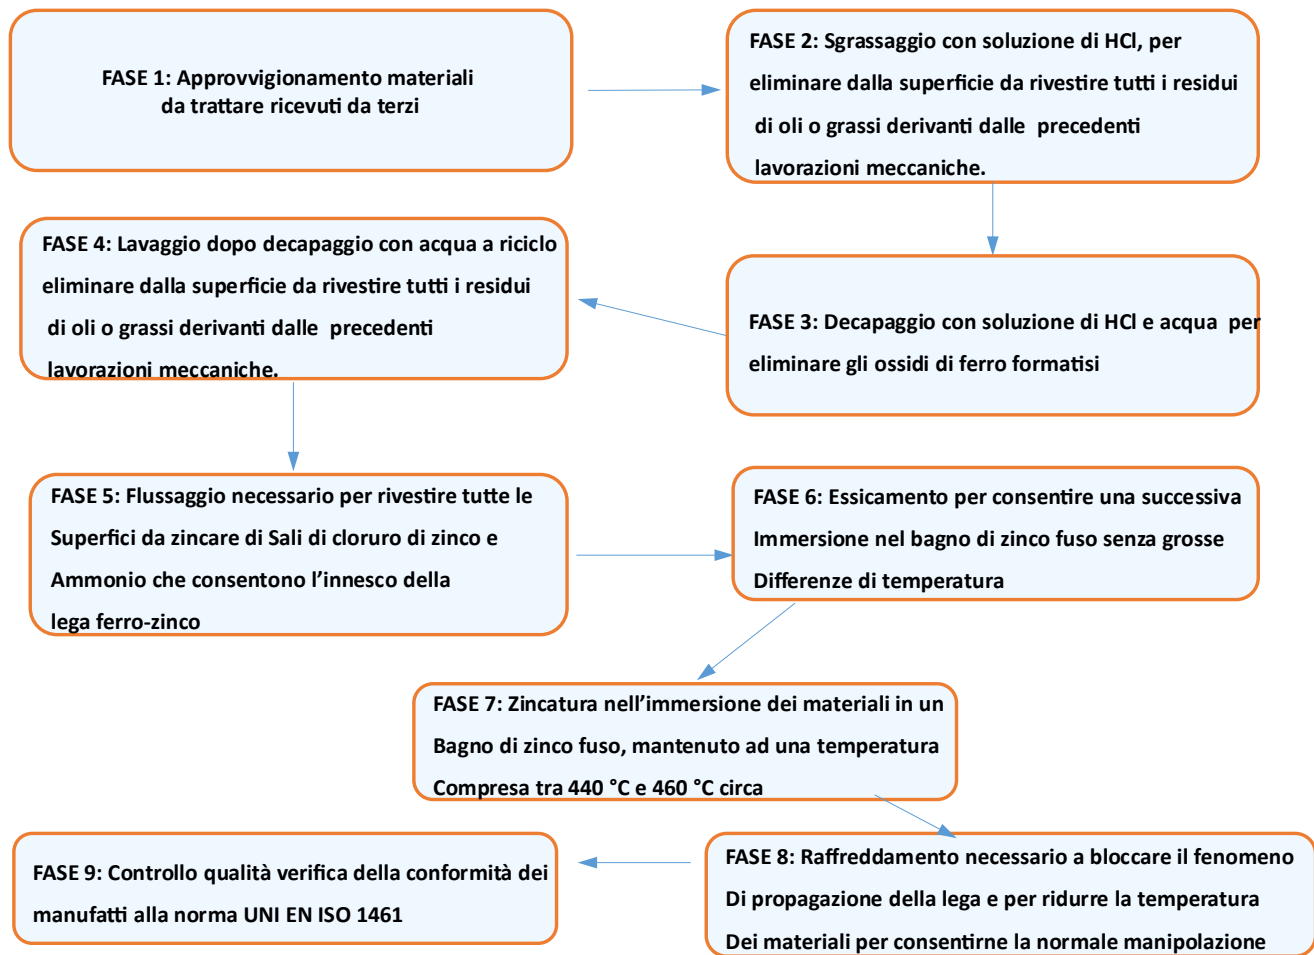 FASE 1: Approvvigionamento materiali
da trattare ricevuti da terzi
FASE 2: Sgrassaggio con soluzione di HCl, per
eliminare dalla superficie da rivestire tutti i residui
di oli o grassi derivanti dalle precedenti
lavorazioni meccaniche.
FASE 3: Decapaggio con soluzione di HCl e acqua per
eliminare gli ossidi di ferro formatisi
FASE 4: Lavaggio dopo decapaggio con acqua a riciclo
eliminare dalla superficie da rivestire tutti i residui
di oli o grassi derivanti dalle precedenti
lavorazioni meccaniche.
FASE 5: Flussaggio necessario per rivestire tutte le
Superfici da zincare di Sali di cloruro di zinco e
Ammonio che consentono l’innesco della
lega ferro-zinco
FASE 6: Essicamento per consentire una successiva
Immersione nel bagno di zinco fuso senza grosse
Differenze di temperatura
FASE 7: Zincatura nell’immersione dei materiali in un
Bagno di zinco fuso, mantenuto ad una temperatura
Compresa tra 440 °C e 460 °C circa
FASE 8: Raffreddamento necessario a bloccare il fenomeno
Di propagazione della lega e per ridurre la temperatura
Dei materiali per consentirne la normale manipolazione
FASE 9: Controllo qualità verifica della conformità dei
manufatti alla norma UNI EN ISO 1461